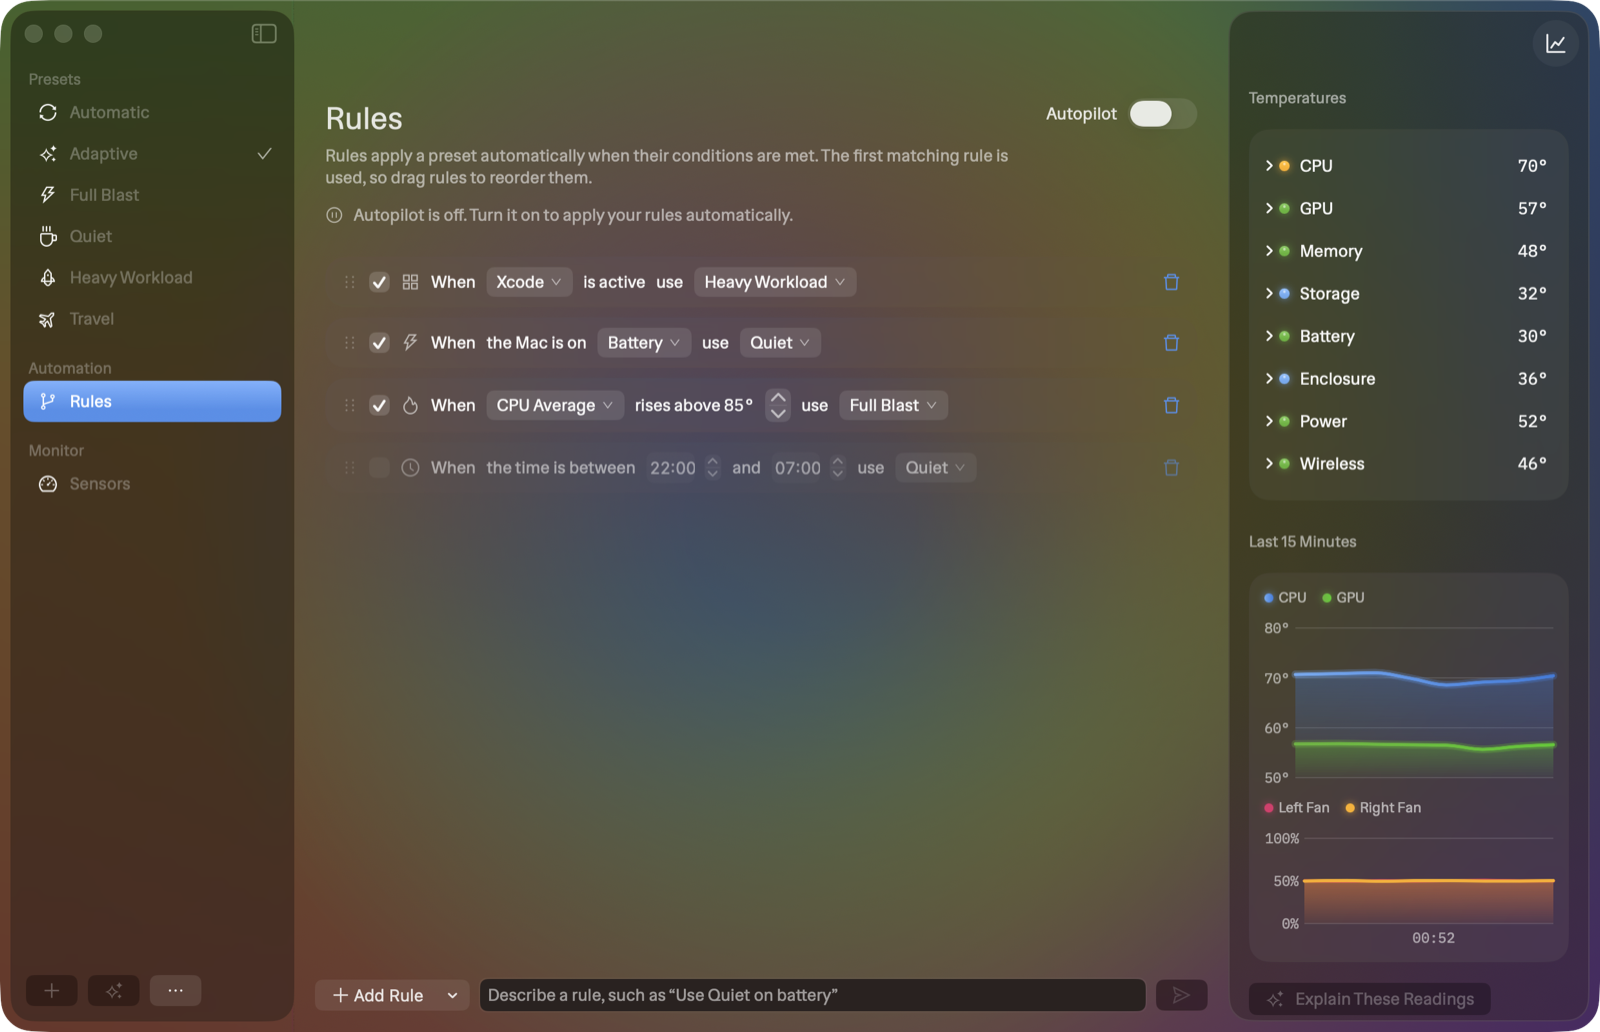 Presets
Automatic
Adaptive
Full Blast
Quiet
Heavy Workload
Travel
Automation
Rules
Monitor
Sensors
Rules
Autopilot
Rules apply a preset automatically when their conditions are met. The first matching rule is
used, so drag rules to reorder them.
Autopilot is off. Turn it on to apply your rules automatically.
When Xcode is active use Heavy Workload
When the Mac is on Battery use Quiet
When CPU Average rises above 85° use Full Blast
When the time is between 22:00 and 07:00 use Quiet
+ Add Rule
Describe a rule, such as “Use Quiet on battery”
Temperatures
CPU 70°
GPU 57°
Memory 48°
Storage 32°
Battery 30°
Enclosure 36°
Power 52°
Wireless 46°
Last 15 Minutes
CPU GPU
80°
70°
60°
50°
Left Fan Right Fan
100%
50%
0%
00:52
Explain These Readings